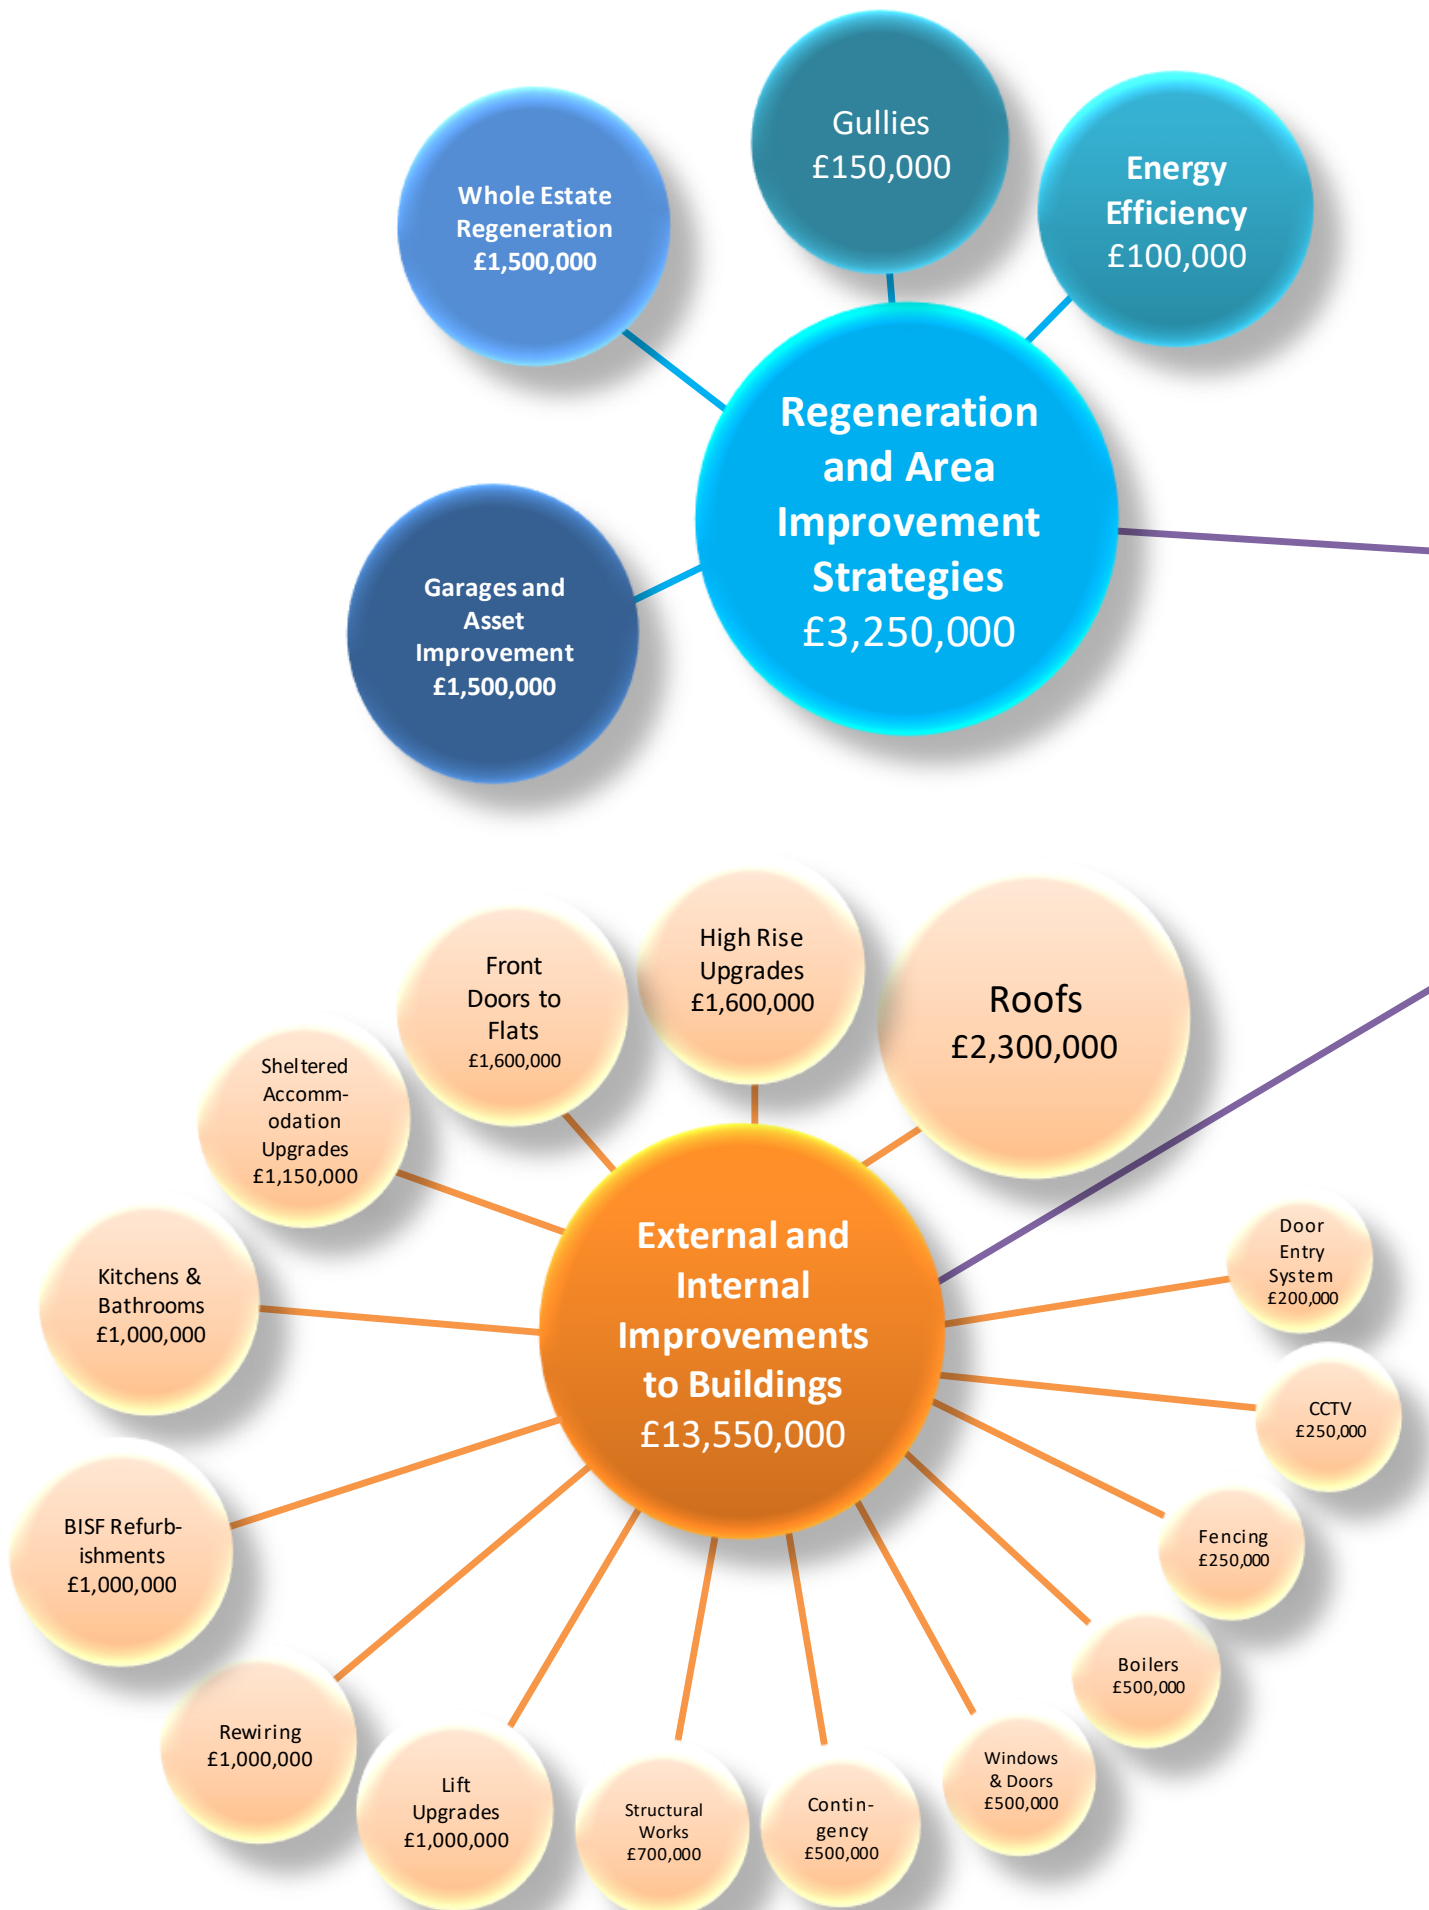 Gullies
£150,000
Energy
Efficiency
£100,000
Whole Estate
Regeneration
£1,500,000
Regeneration
and Area
Improvement
Strategies
£3,250,000
Garages and
Asset
Improvement
£1,500,000
High Rise
Upgrades
£1,600,000
Front
Doors to
Flats
£1,600,000
Roofs
£2,300,000
Sheltered
Accomm-
odation
Upgrades
£1,150,000
External and
Internal
Improvements
to Buildings
£13,550,000
Door
Entry
System
£200,000
Kitchens &
Bathrooms
£1,000,000
CCTV
£250,000
BISF Refurb-
ishments
£1,000,000
Fencing
£250,000
Boilers
£500,000
Rewiring
£1,000,000
Lift
Upgrades
£1,000,000
Structural
Works
£700,000
Contin-
gency
£500,000
Windows
& Doors
£500,000